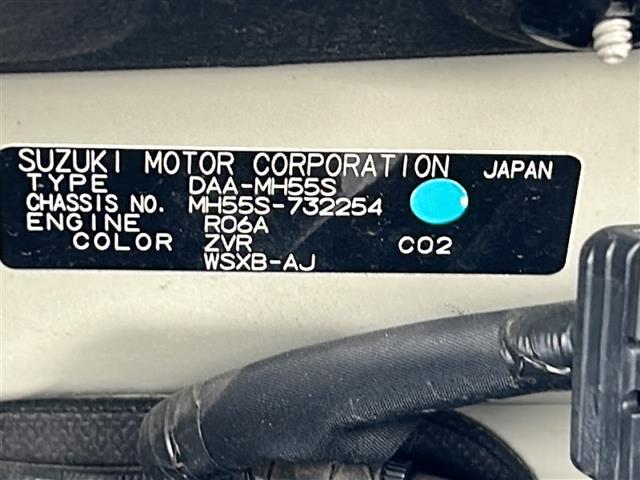 SUZUKI MOTOR CORPORATION JAPAN
TYPE DAA-MH55S
CHASSIS NO. MH55S-732254
ENGINE R06A
COLOR ZVR C02
WSXB-AJ